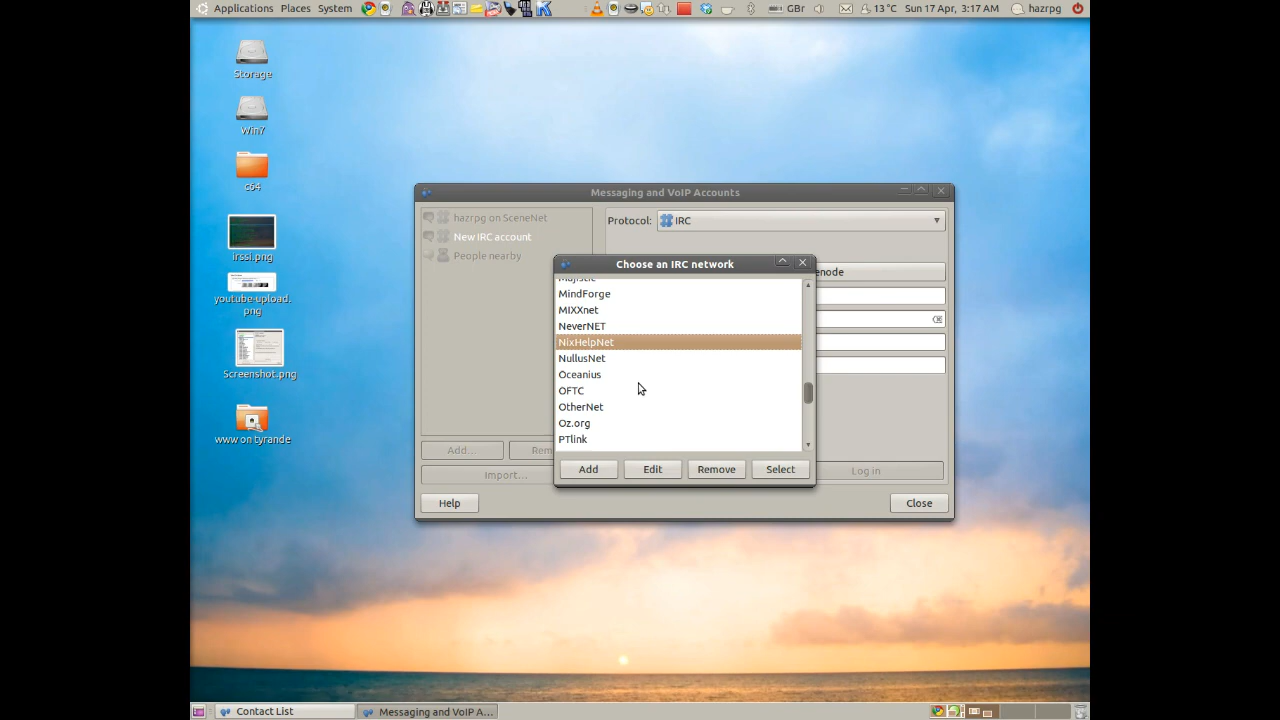 Applications Places System
GBr
13 °C Sun 17 Apr, 3:17 AM hazrpg
Storage
Win7
c64
irssi.png
youtube-upload.
png
Screenshot.png
www on tyrande
Messaging and VoIP Accounts
hazrpg on SceneNet
New IRC account
People nearby
Protocol: IRC
enode
Add...
Rem
Import...
Log in
Help
Close
Choose an IRC network
Majistic
MindForge
MIXXnet
NeverNET
NixHelpNet
NullusNet
Oceanius
OFTC
OtherNet
Oz.org
PTlink
Add Edit Remove Select
Contact List
Messaging and VoIP A...